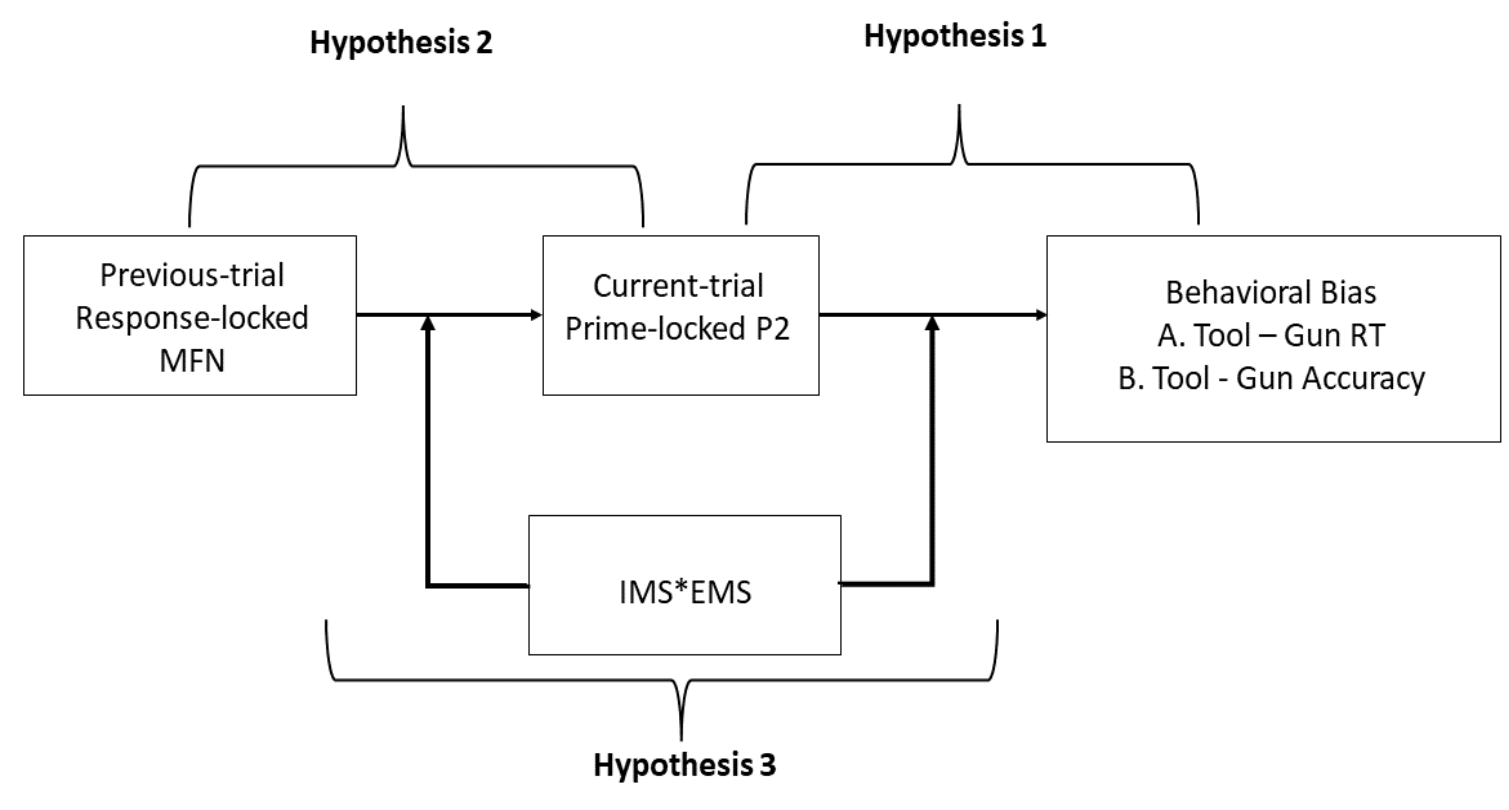 Hypothesis 2
Hypothesis 1
Previous-trial
Response-locked
MFN
Current-trial
Prime-locked P2
Behavioral Bias
A. Tool – Gun RT
B. Tool - Gun Accuracy
IMS*EMS
Hypothesis 3